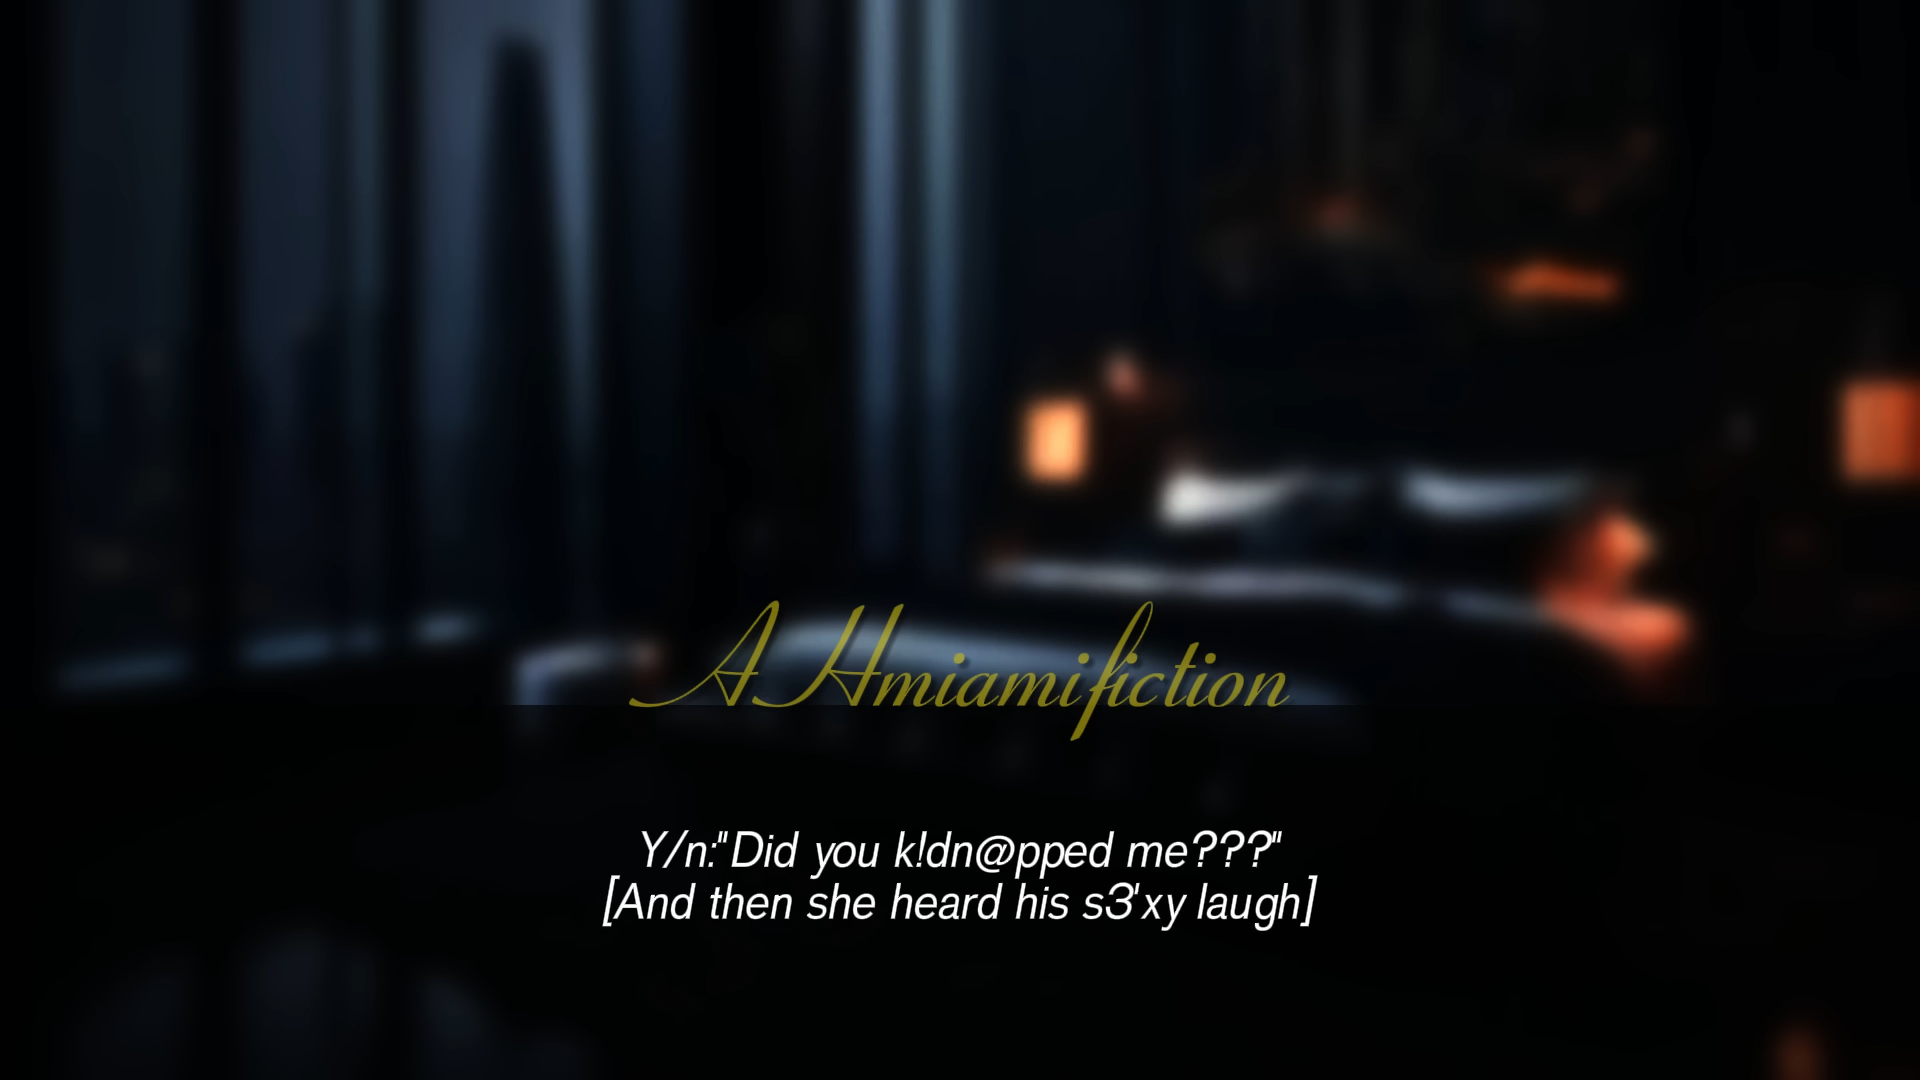 AHmiamifiction
Y/n:"Did you k!dn@pped me???"
[And then she heard his s3'xy laugh]